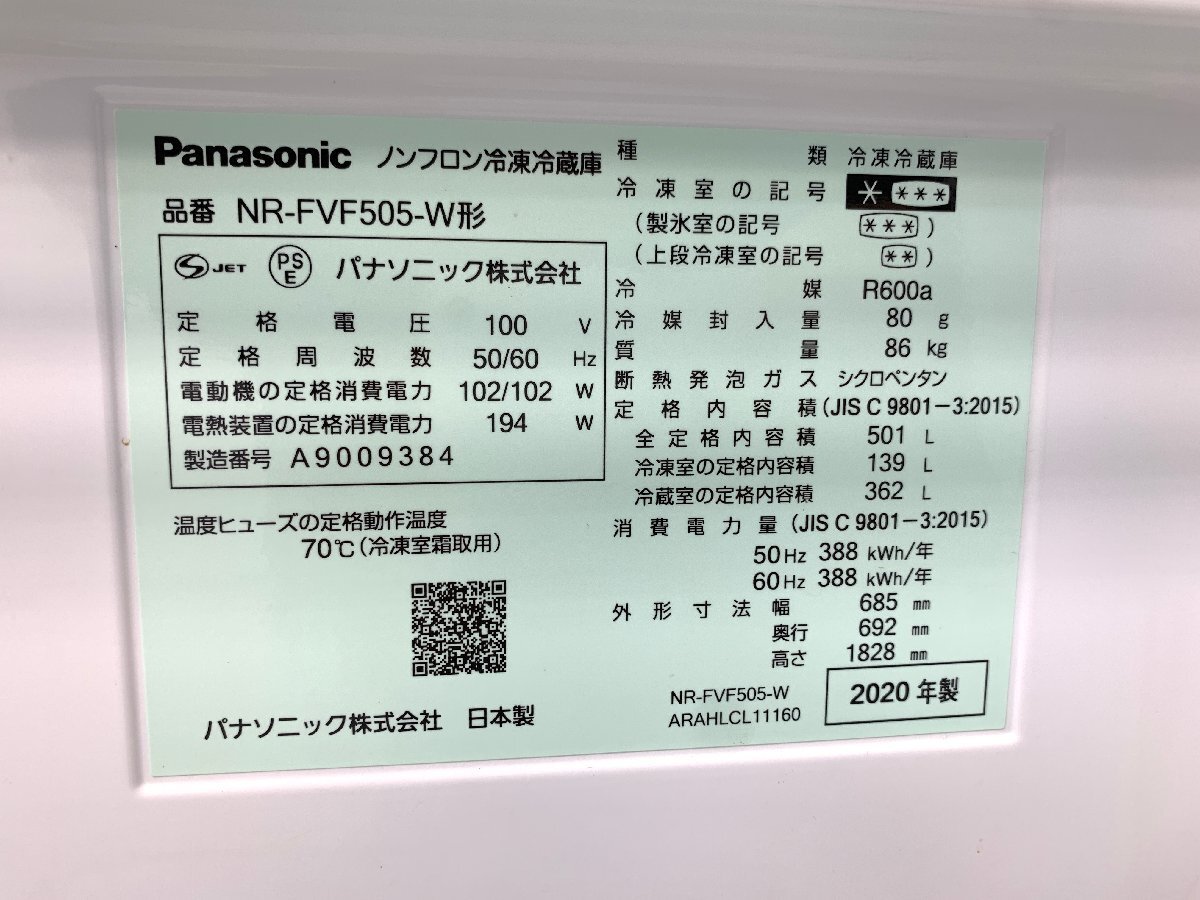 Panasonic ノンフロン冷凍冷蔵庫
品番 NR-FVF505-W形
JET PSE パナソニック株式会社
定格電圧 100 V
定格周波数 50/60 Hz
電動機の定格消費電力 102/102 W
電熱装置の定格消費電力 194 W
製造番号 A9009384
温度ヒューズの定格動作温度
70℃(冷凍室霜取用)
パナソニック株式会社 日本製
種類 冷凍冷蔵庫
冷凍室の記号 * ***
(製氷室の記号 *** )
(上段冷凍室の記号 ** )
冷媒 R600a
冷媒封入量 80 g
質量 86 kg
断熱発泡ガス シクロペンタン
定格内容積(JIS C 9801-3:2015)
全定格内容積 501 L
冷凍室の定格内容積 139 L
冷蔵室の定格内容積 362 L
消費電力量(JIS C 9801-3:2015)
50Hz 388 kWh/年
60Hz 388 kWh/年
外形寸法 幅 685 mm
奥行 692 mm
高さ 1828 mm
NR-FVF505-W
ARAHLCL11160
2020年製